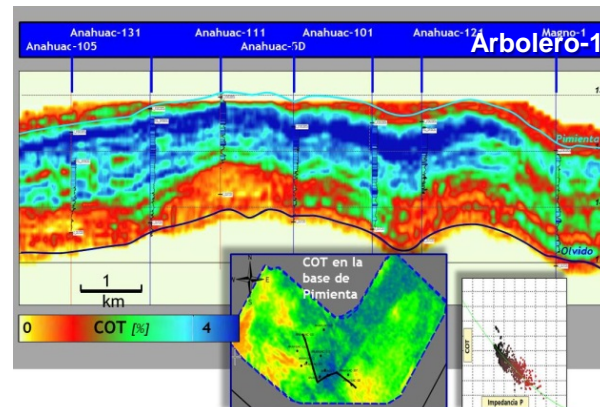 Anahuac-131 Anahuac-111 Anahuac-101 Anahuac-121 Magno-1
Anahuac-105 Anahuac-5D Arbolero-1
Pimienta
Olvido
1
km
0 COT [%] 4
COT en la
base de
Pimienta
N
E
COT
Impedancia P